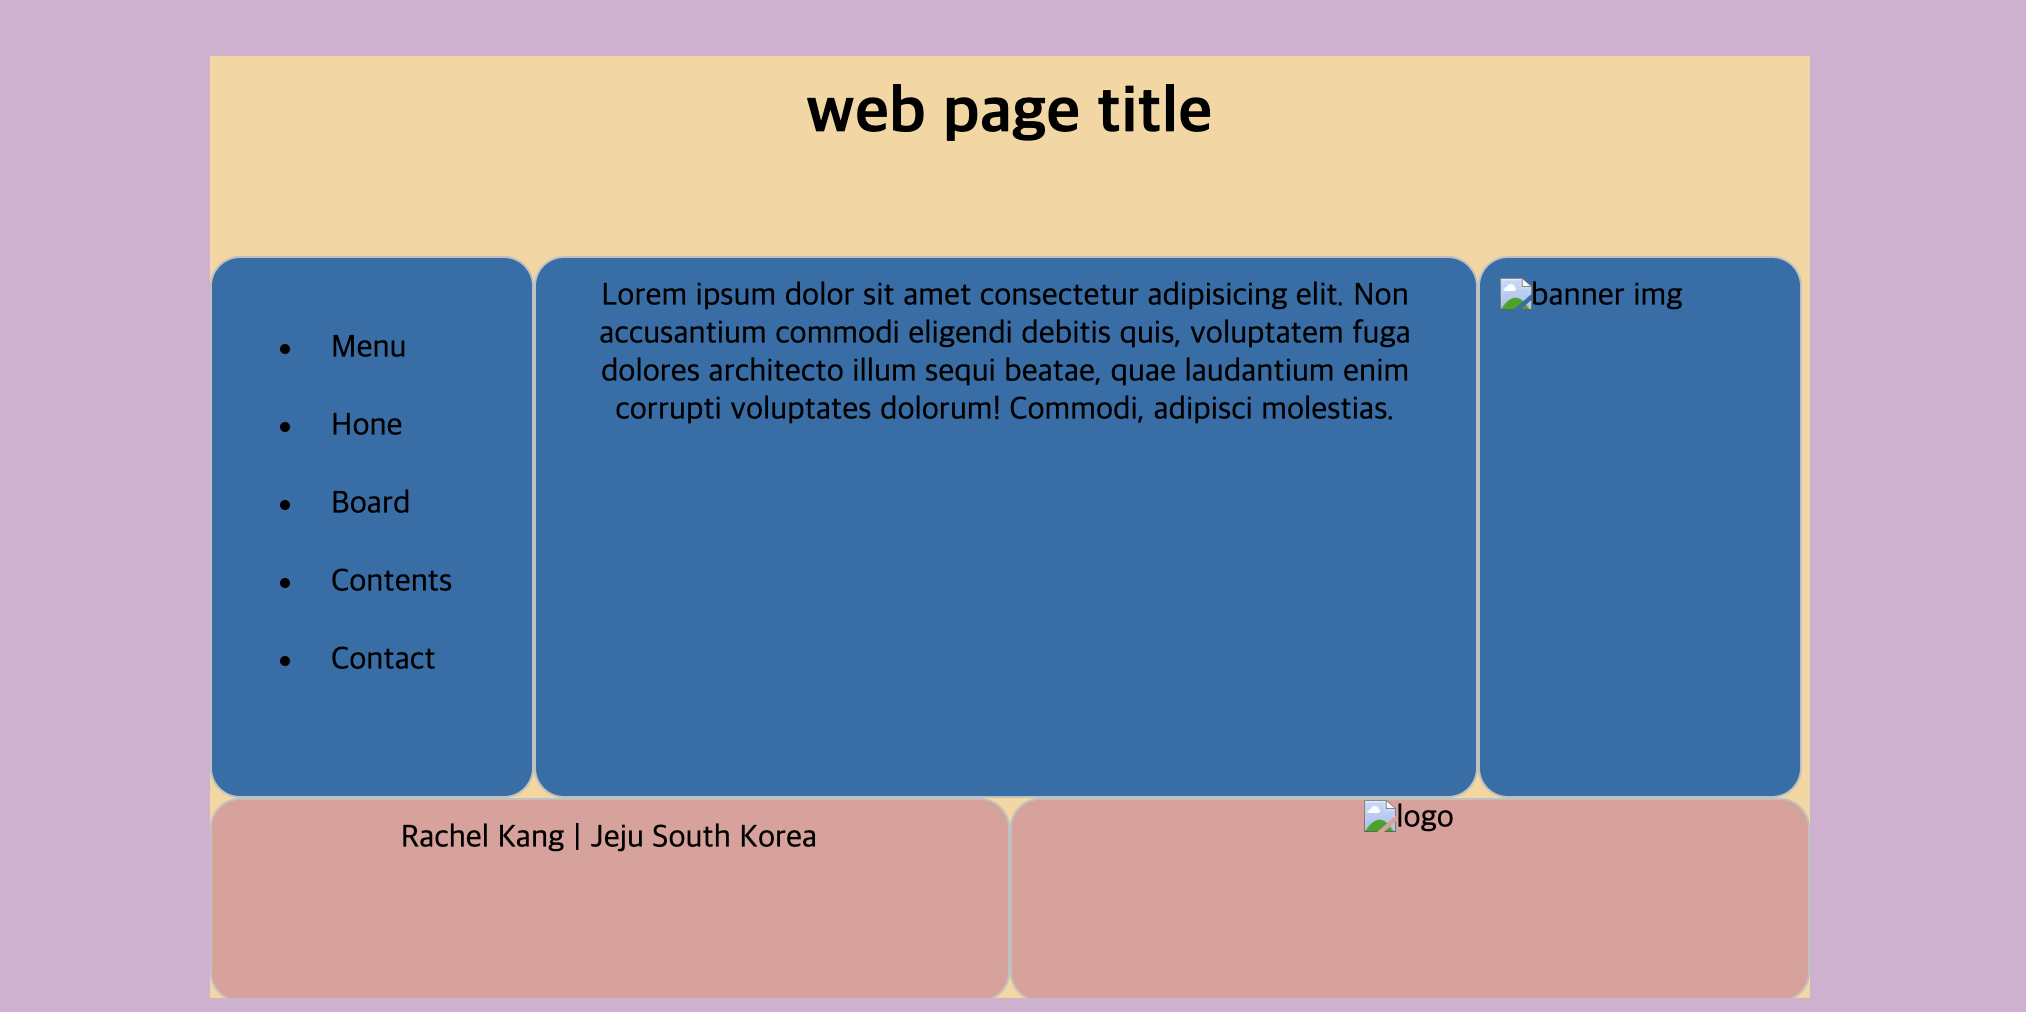 web page title
Menu
Hone
Board
Contents
Contact
Lorem ipsum dolor sit amet consectetur adipisicing elit. Non
accusantium commodi eligendi debitis quis, voluptatem fuga
dolores architecto illum sequi beatae, quae laudantium enim
corrupti voluptates dolorum! Commodi, adipisci molestias.
banner img
Rachel Kang | Jeju South Korea
logo